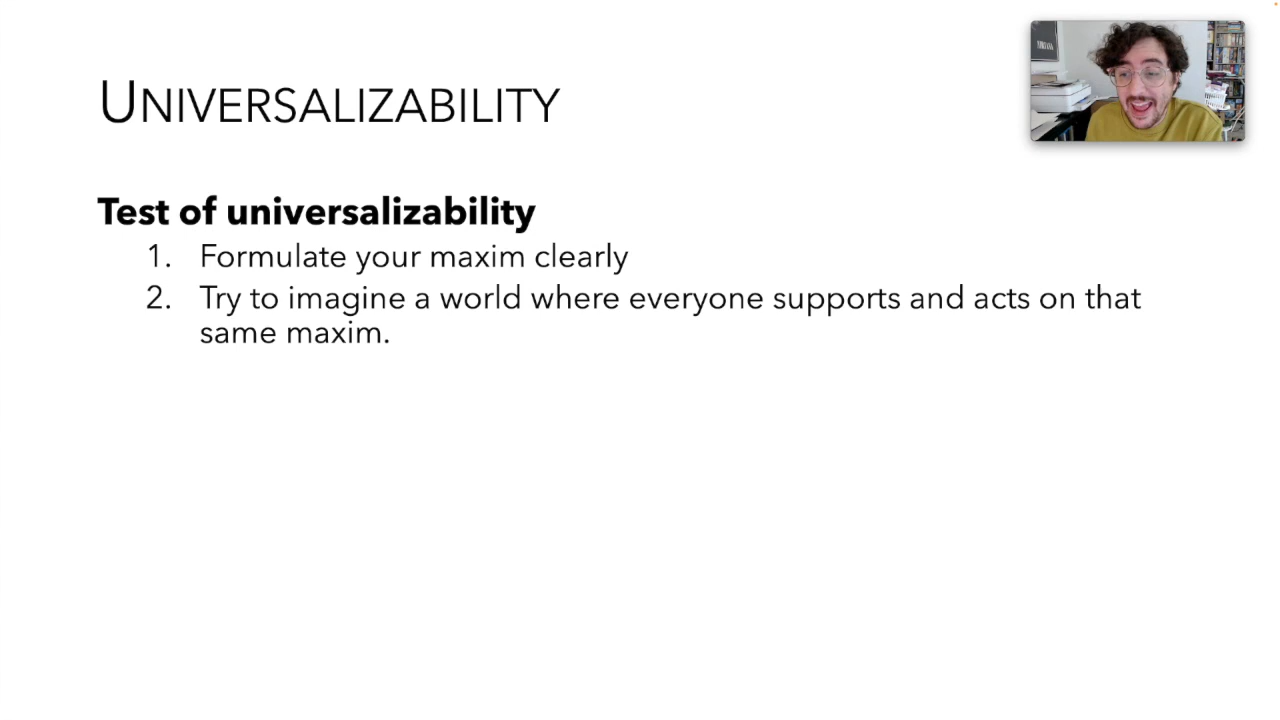 UNIVERSALIZABILITY
Test of universalizability
1. Formulate your maxim clearly
2. Try to imagine a world where everyone supports and acts on that
same maxim.
NIRVANA